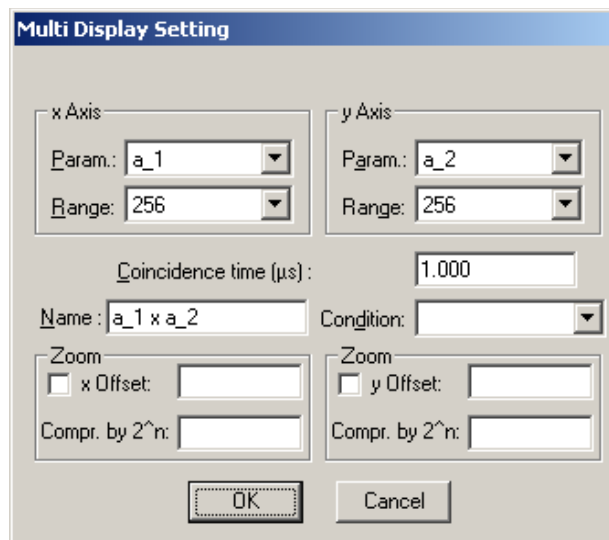 Multi Display Setting
x Axis
Param.: a_1
Range: 256
y Axis
Param.: a_2
Range: 256
Coincidence time (µs) : 1.000
Name : a_1 x a_2
Condition:
Zoom
x Offset:
Compr. by 2^n:
Zoom
y Offset:
Compr. by 2^n:
OK
Cancel